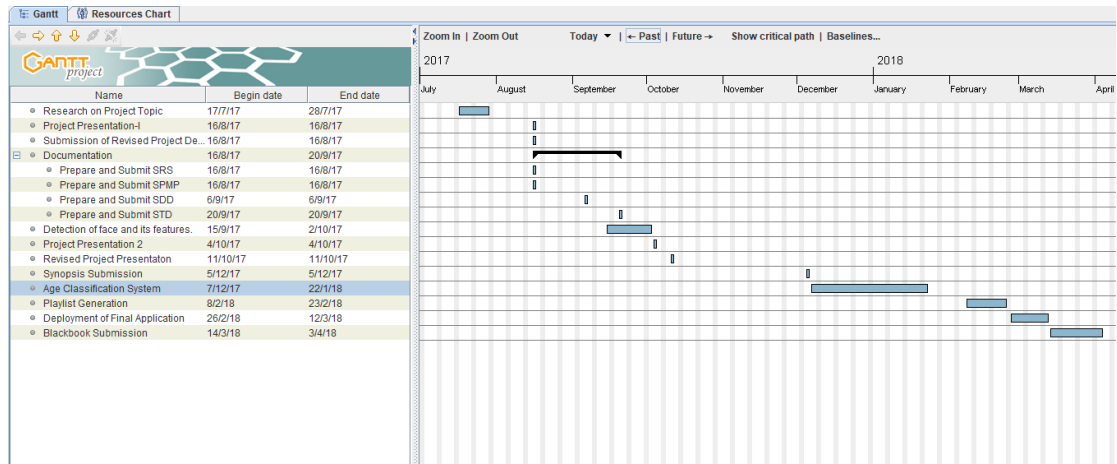 Gantt Resources Chart
Zoom In | Zoom Out Today | ← Past | Future → Show critical path | Baselines...
GANTT project
2017 2018
Name Begin date End date
July August September October November December January February March April
Research on Project Topic 17/7/17 28/7/17
Project Presentation-I 16/8/17 16/8/17
Submission of Revised Project De... 16/8/17 16/8/17
Documentation 16/8/17 20/9/17
Prepare and Submit SRS 16/8/17 16/8/17
Prepare and Submit SPMP 16/8/17 16/8/17
Prepare and Submit SDD 6/9/17 6/9/17
Prepare and Submit STD 20/9/17 20/9/17
Detection of face and its features. 15/9/17 2/10/17
Project Presentation 2 4/10/17 4/10/17
Revised Project Presentaton 11/10/17 11/10/17
Synopsis Submission 5/12/17 5/12/17
Age Classification System 7/12/17 22/1/18
Playlist Generation 8/2/18 23/2/18
Deployment of Final Application 26/2/18 12/3/18
Blackbook Submission 14/3/18 3/4/18